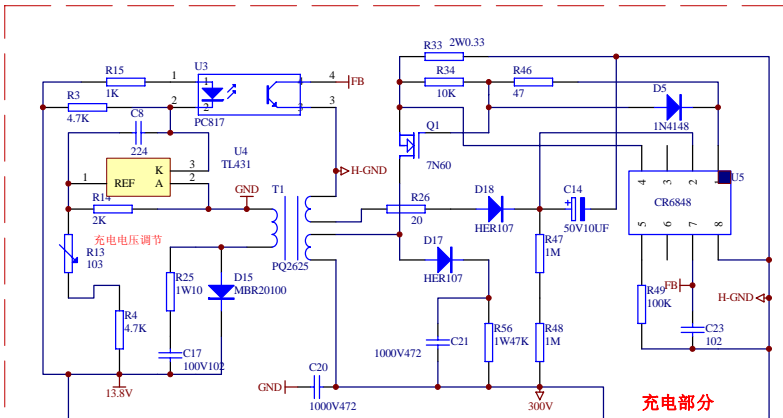 R33 2W0.33
U3
R15
1K
1
2
4
3
FB
PC817
R3
4.7K
C8
224
R34
10K
R46
47
D5
1N4148
Q1
7N60
U4
TL431
K
A
REF
3
2
1
H-GND
GND
T1
PQ2625
R14
2K
充电电压调节
R13
103
R26
20
D18
HER107
C14
50V10UF
4 3 2 1
U5
CR6848
5 6 7 8
D17
HER107
R47
1M
R25
1W10
D15
MBR20100
R4
4.7K
C17
100V102
C21
1000V472
R56
1W47K
R48
1M
R49
100K
FB
H-GND
C23
102
C20
1000V472
GND
13.8V
300V
充电部分